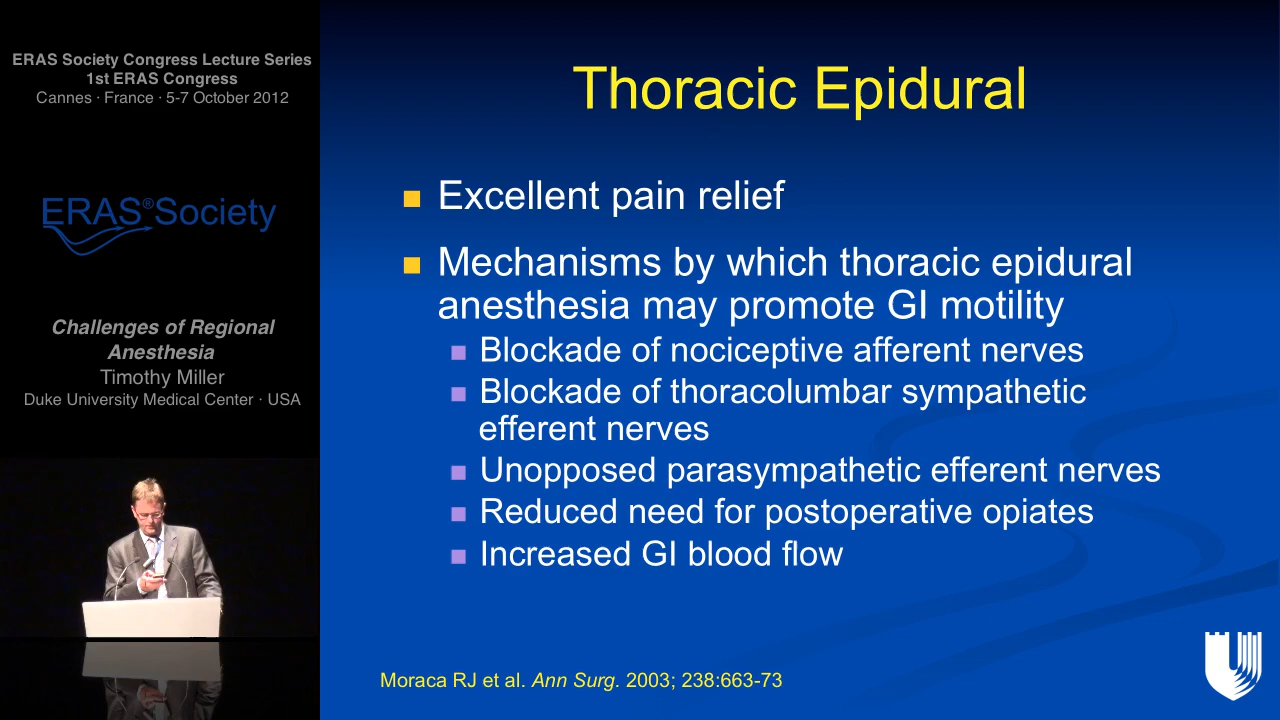 ERAS Society Congress Lecture Series
1st ERAS Congress
Cannes · France · 5-7 October 2012
ERAS®Society
Challenges of Regional
Anesthesia
Timothy Miller
Duke University Medical Center · USA
Thoracic Epidural
Excellent pain relief
Mechanisms by which thoracic epidural
anesthesia may promote GI motility
Blockade of nociceptive afferent nerves
Blockade of thoracolumbar sympathetic
efferent nerves
Unopposed parasympathetic efferent nerves
Reduced need for postoperative opiates
Increased GI blood flow
Moraca RJ et al. Ann Surg. 2003; 238:663-73